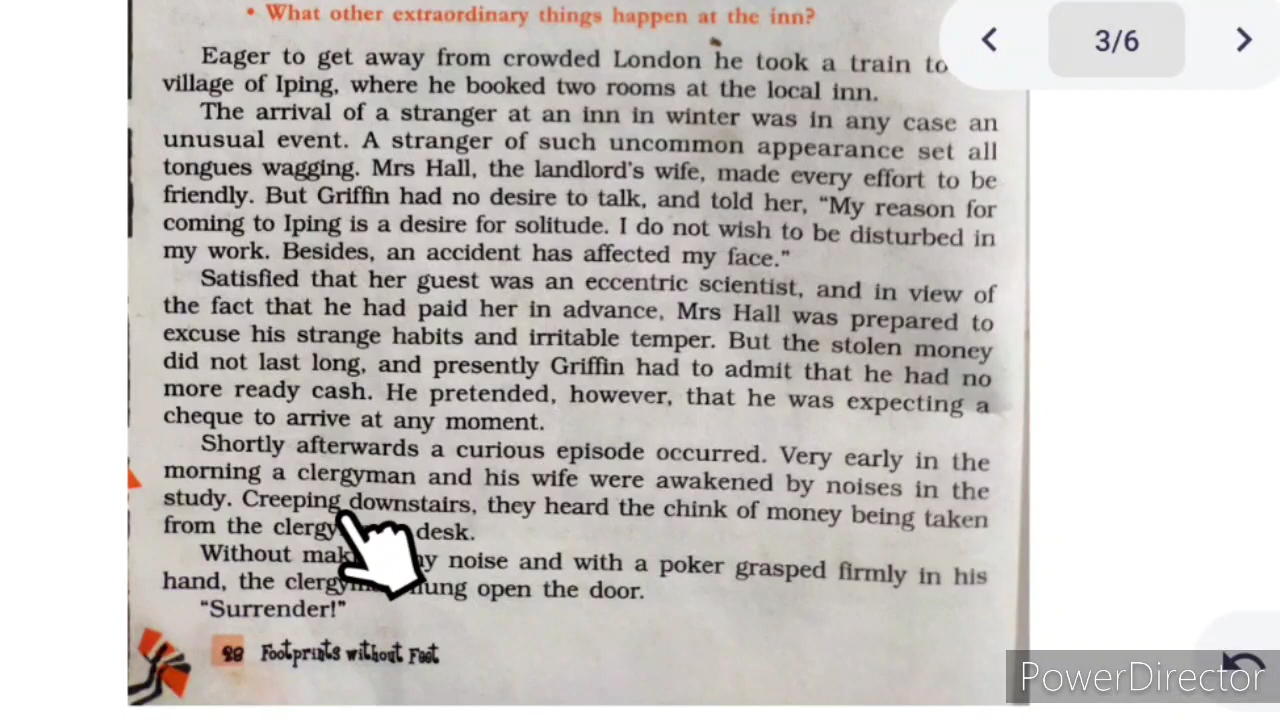 • What other extraordinary things happen at the inn?
3/6
Eager to get away from crowded London he took a train to
village of Iping, where he booked two rooms at the local inn.
The arrival of a stranger at an inn in winter was in any case an
unusual event. A stranger of such uncommon appearance set all
tongues wagging. Mrs Hall, the landlord's wife, made every effort to be
friendly. But Griffin had no desire to talk, and told her, “My reason for
coming to Iping is a desire for solitude. I do not wish to be disturbed in
my work. Besides, an accident has affected my face.”
Satisfied that her guest was an eccentric scientist, and in view of
the fact that he had paid her in advance, Mrs Hall was prepared to
excuse his strange habits and irritable temper. But the stolen money
did not last long, and presently Griffin had to admit that he had no
more ready cash. He pretended, however, that he was expecting a
cheque to arrive at any moment.
Shortly afterwards a curious episode occurred. Very early in the
morning a clergyman and his wife were awakened by noises in the
study. Creeping downstairs, they heard the chink of money being taken
from the desk.
Without noise and with a poker grasped firmly in his
hand, the open the door.
“Surrender!”
28 Footprints without Feet
PowerDirector